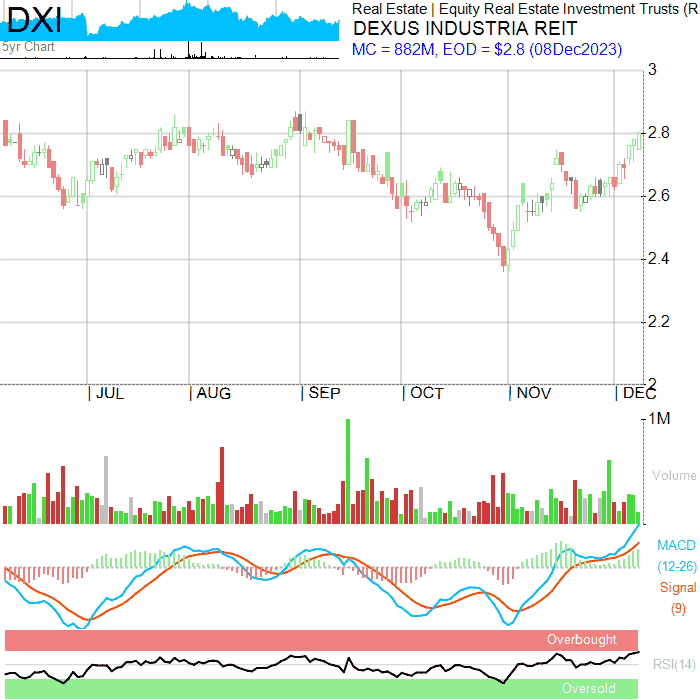 DXI
Real Estate | Equity Real Estate Investment Trusts (R
DEXUS INDUSTRIA REIT
5yr Chart
MC = 882M, EOD = $2.8 (08Dec2023)
3
2.8
2.6
2.4
2.2
2
JUL AUG SEP OCT NOV DEC
1M
Volume
MACD
(12-26)
Signal
(9)
Overbought
RSI(14)
Oversold